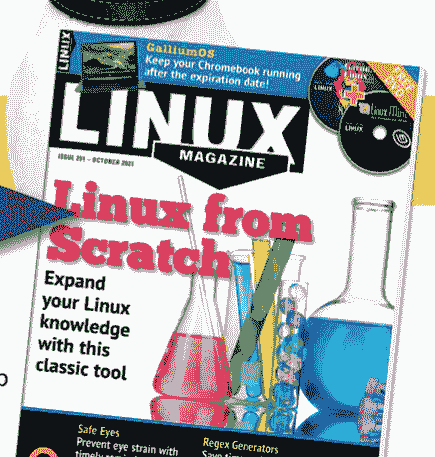 LINUX
GalliumOS
Keep your Chromebook running
after the expiration date!
LINUX
MAGAZINE
ISSUE 251 – OCTOBER 2021
Linux from
Scratch
Expand
your Linux
knowledge
with this
classic tool
Safe Eyes
Prevent eye strain with
Regex Generators